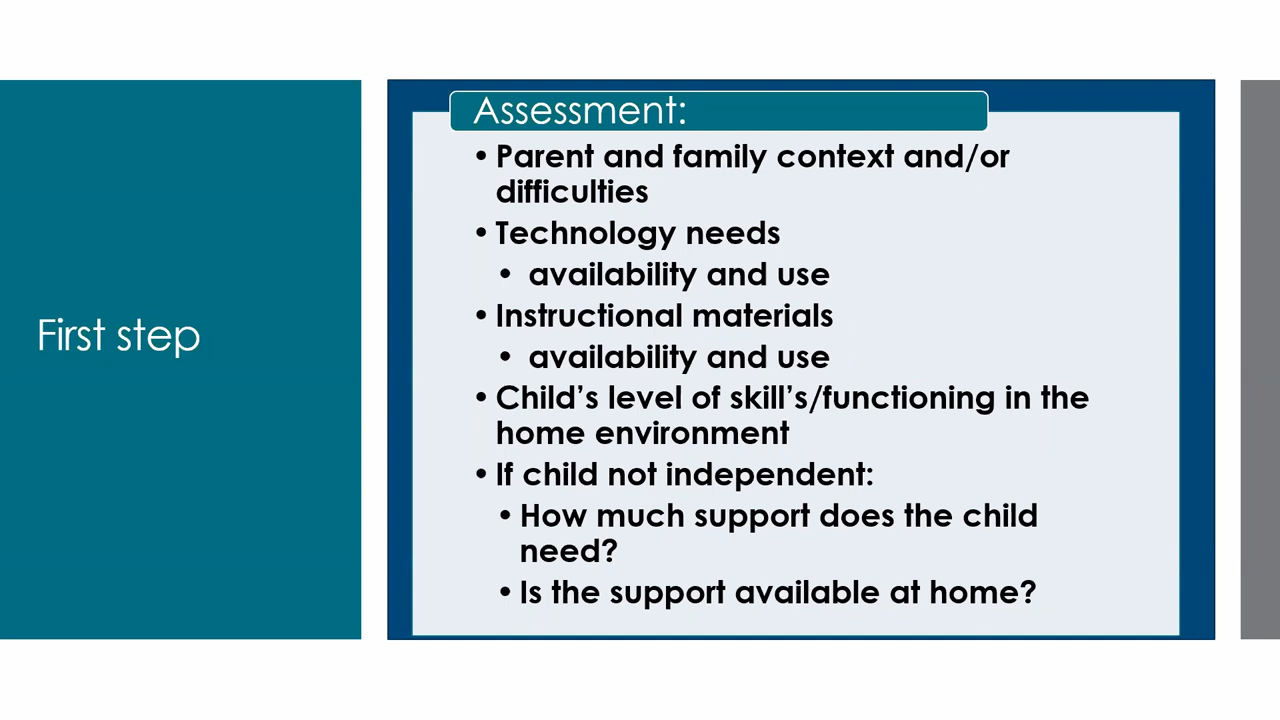 First step
Assessment:
• Parent and family context and/or
difficulties
• Technology needs
• availability and use
• Instructional materials
• availability and use
• Child’s level of skill’s/functioning in the
home environment
• If child not independent:
• How much support does the child
need?
• Is the support available at home?